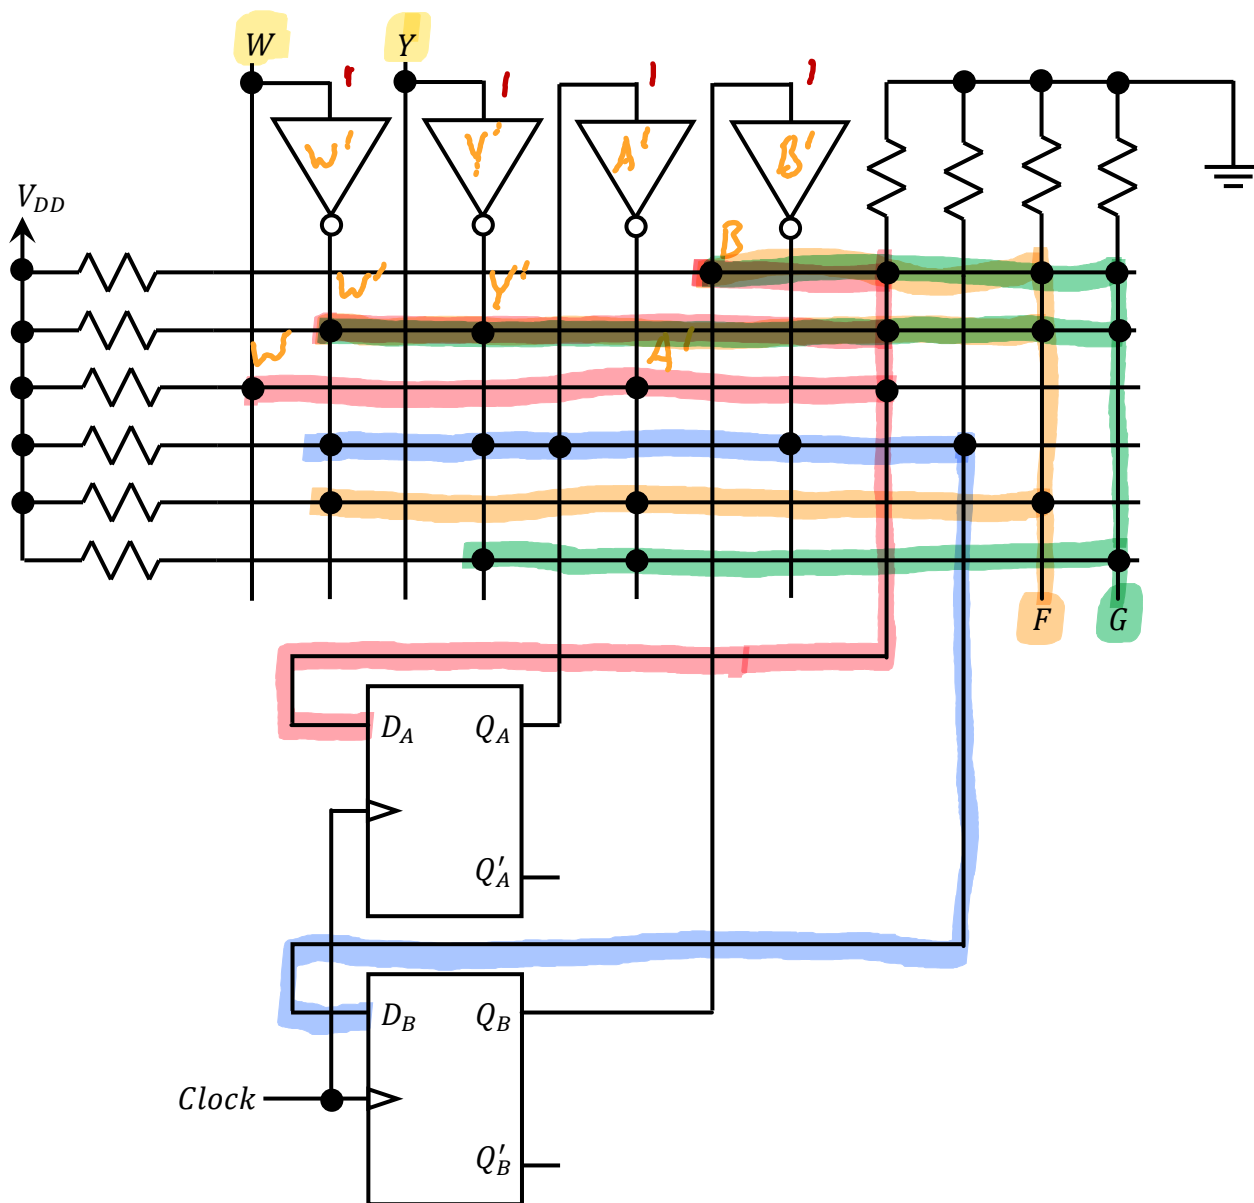 W Y
W' Y' A' B'
V_DD
B
W' Y'
W A'
F G
D_A Q_A
Q'_A
D_B Q_B
Clock
Q'_B